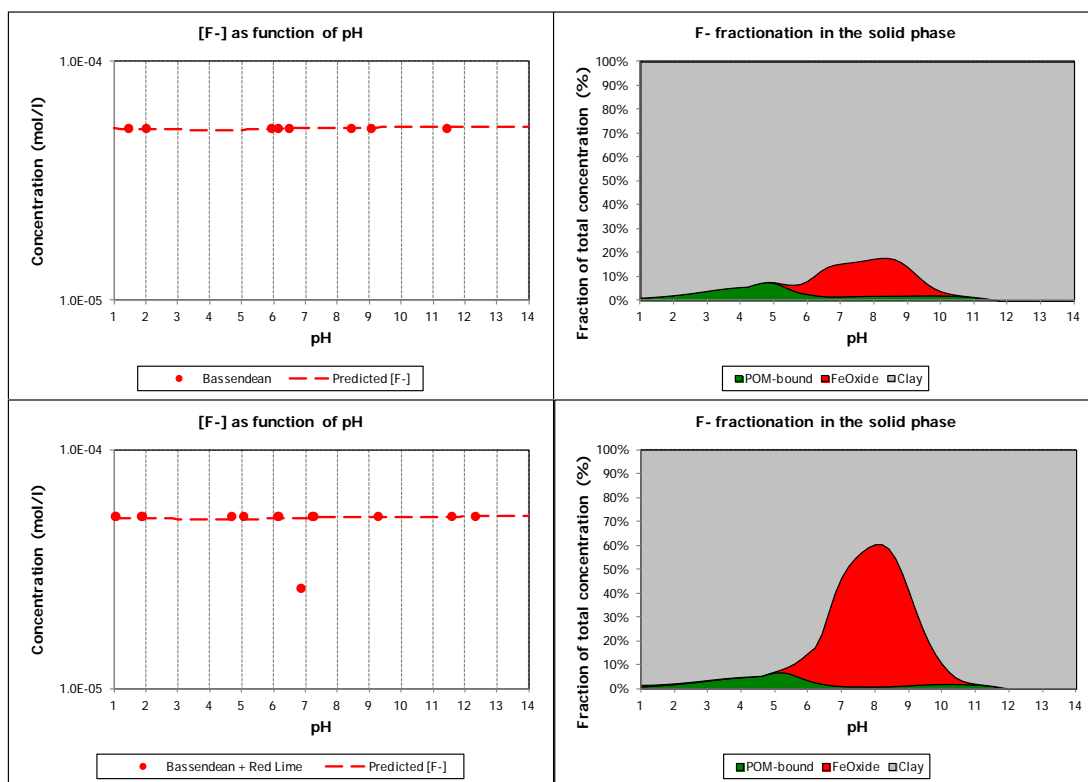 [F-] as function of pH
Concentration (mol/l)
1.0E-04
1.0E-05
1 2 3 4 5 6 7 8 9 10 11 12 13 14
pH
Bassendean Predicted [F-]
F- fractionation in the solid phase
Fraction of total concentration (%)
100%
90%
80%
70%
60%
50%
40%
30%
20%
10%
0%
1 2 3 4 5 6 7 8 9 10 11 12 13 14
pH
POM-bound FeOxide Clay
[F-] as function of pH
Concentration (mol/l)
1.0E-04
1.0E-05
1 2 3 4 5 6 7 8 9 10 11 12 13 14
pH
Bassendean + Red Lime Predicted [F-]
F- fractionation in the solid phase
Fraction of total concentration (%)
100%
90%
80%
70%
60%
50%
40%
30%
20%
10%
0%
1 2 3 4 5 6 7 8 9 10 11 12 13 14
pH
POM-bound FeOxide Clay